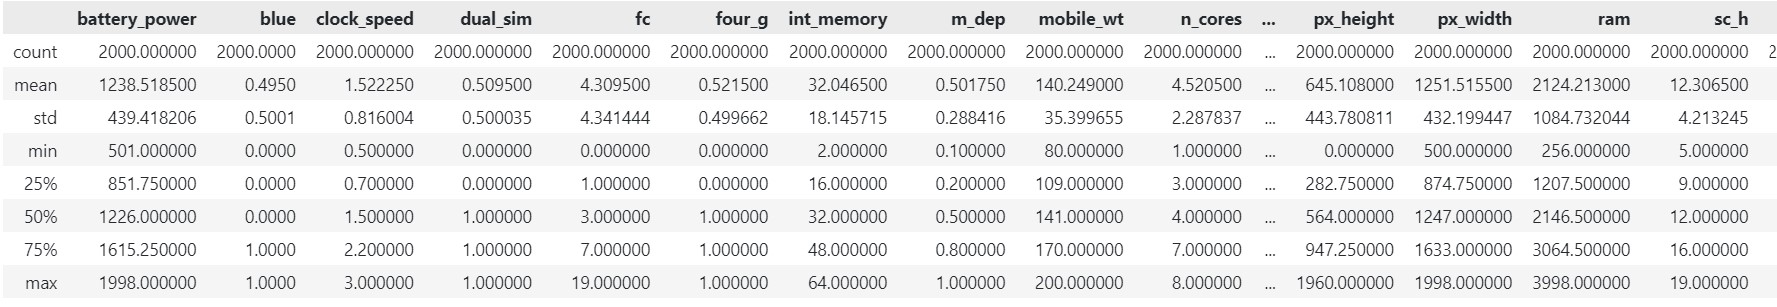 battery_power blue clock_speed dual_sim fc four_g int_memory m_dep mobile_wt n_cores ... px_height px_width ram sc_h
count 2000.000000 2000.0000 2000.000000 2000.000000 2000.000000 2000.000000 2000.000000 2000.000000 2000.000000 2000.000000 ... 2000.000000 2000.000000 2000.000000 2000.000000 2
mean 1238.518500 0.4950 1.522250 0.509500 4.309500 0.521500 32.046500 0.501750 140.249000 4.520500 ... 645.108000 1251.515500 2124.213000 12.306500
std 439.418206 0.5001 0.816004 0.500035 4.341444 0.499662 18.145715 0.288416 35.399655 2.287837 ... 443.780811 432.199447 1084.732044 4.213245
min 501.000000 0.0000 0.500000 0.000000 0.000000 0.000000 2.000000 0.100000 80.000000 1.000000 ... 0.000000 500.000000 256.000000 5.000000
25% 851.750000 0.0000 0.700000 0.000000 1.000000 0.000000 16.000000 0.200000 109.000000 3.000000 ... 282.750000 874.750000 1207.500000 9.000000
50% 1226.000000 0.0000 1.500000 1.000000 3.000000 1.000000 32.000000 0.500000 141.000000 4.000000 ... 564.000000 1247.000000 2146.500000 12.000000
75% 1615.250000 1.0000 2.200000 1.000000 7.000000 1.000000 48.000000 0.800000 170.000000 7.000000 ... 947.250000 1633.000000 3064.500000 16.000000
max 1998.000000 1.0000 3.000000 1.000000 19.000000 1.000000 64.000000 1.000000 200.000000 8.000000 ... 1960.000000 1998.000000 3998.000000 19.000000